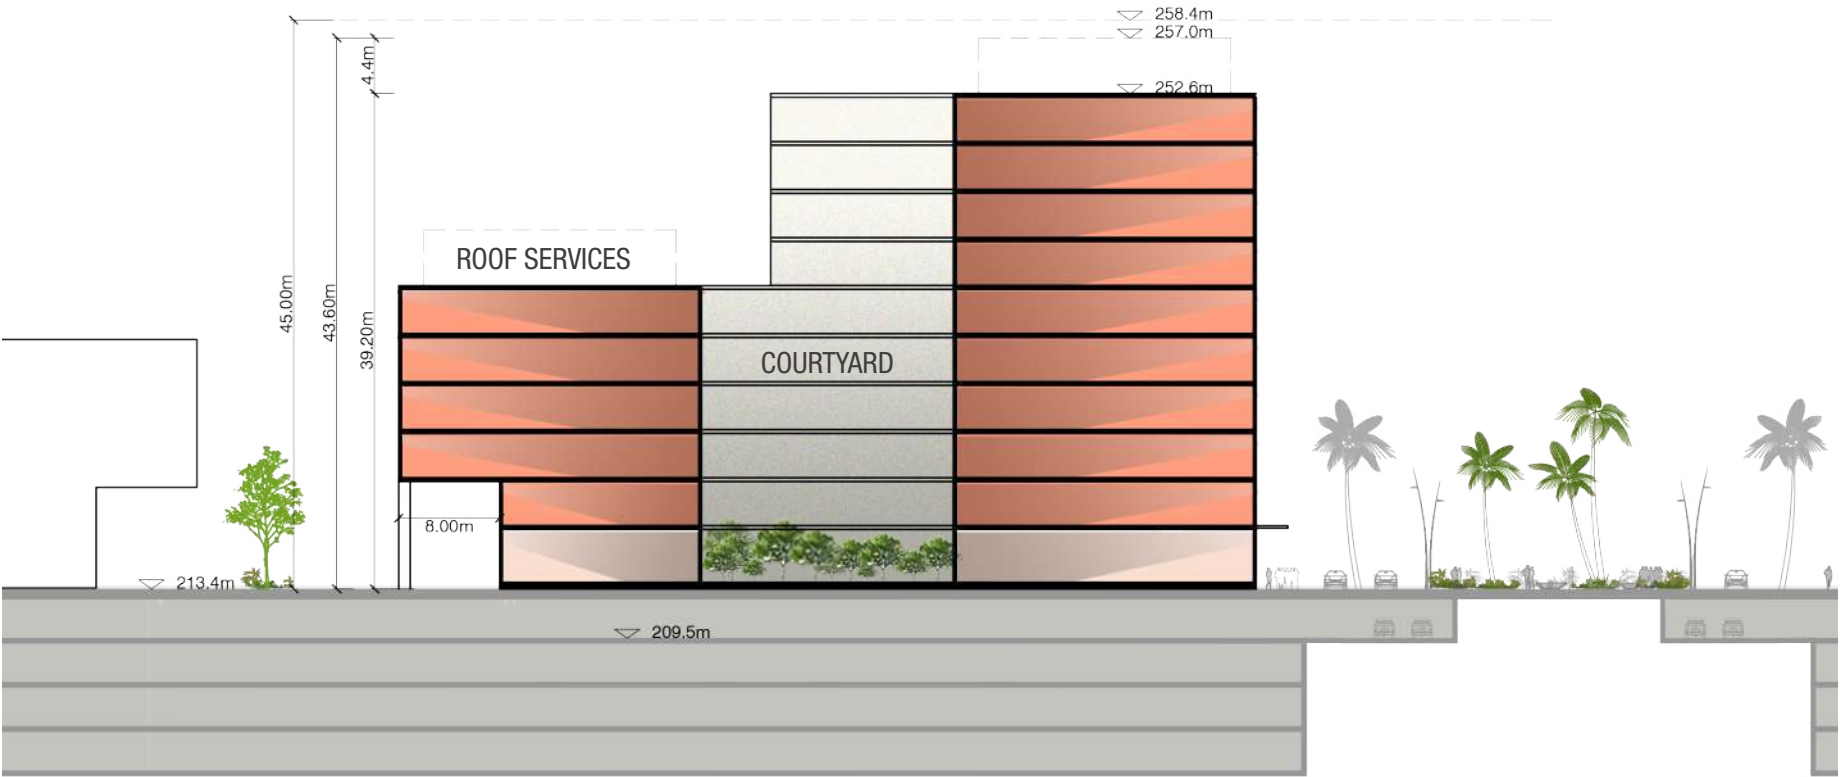 258.4m
257.0m
4.4m
252.6m
ROOF SERVICES
45.00m
43.60m
39.20m
COURTYARD
8.00m
213.4m
209.5m